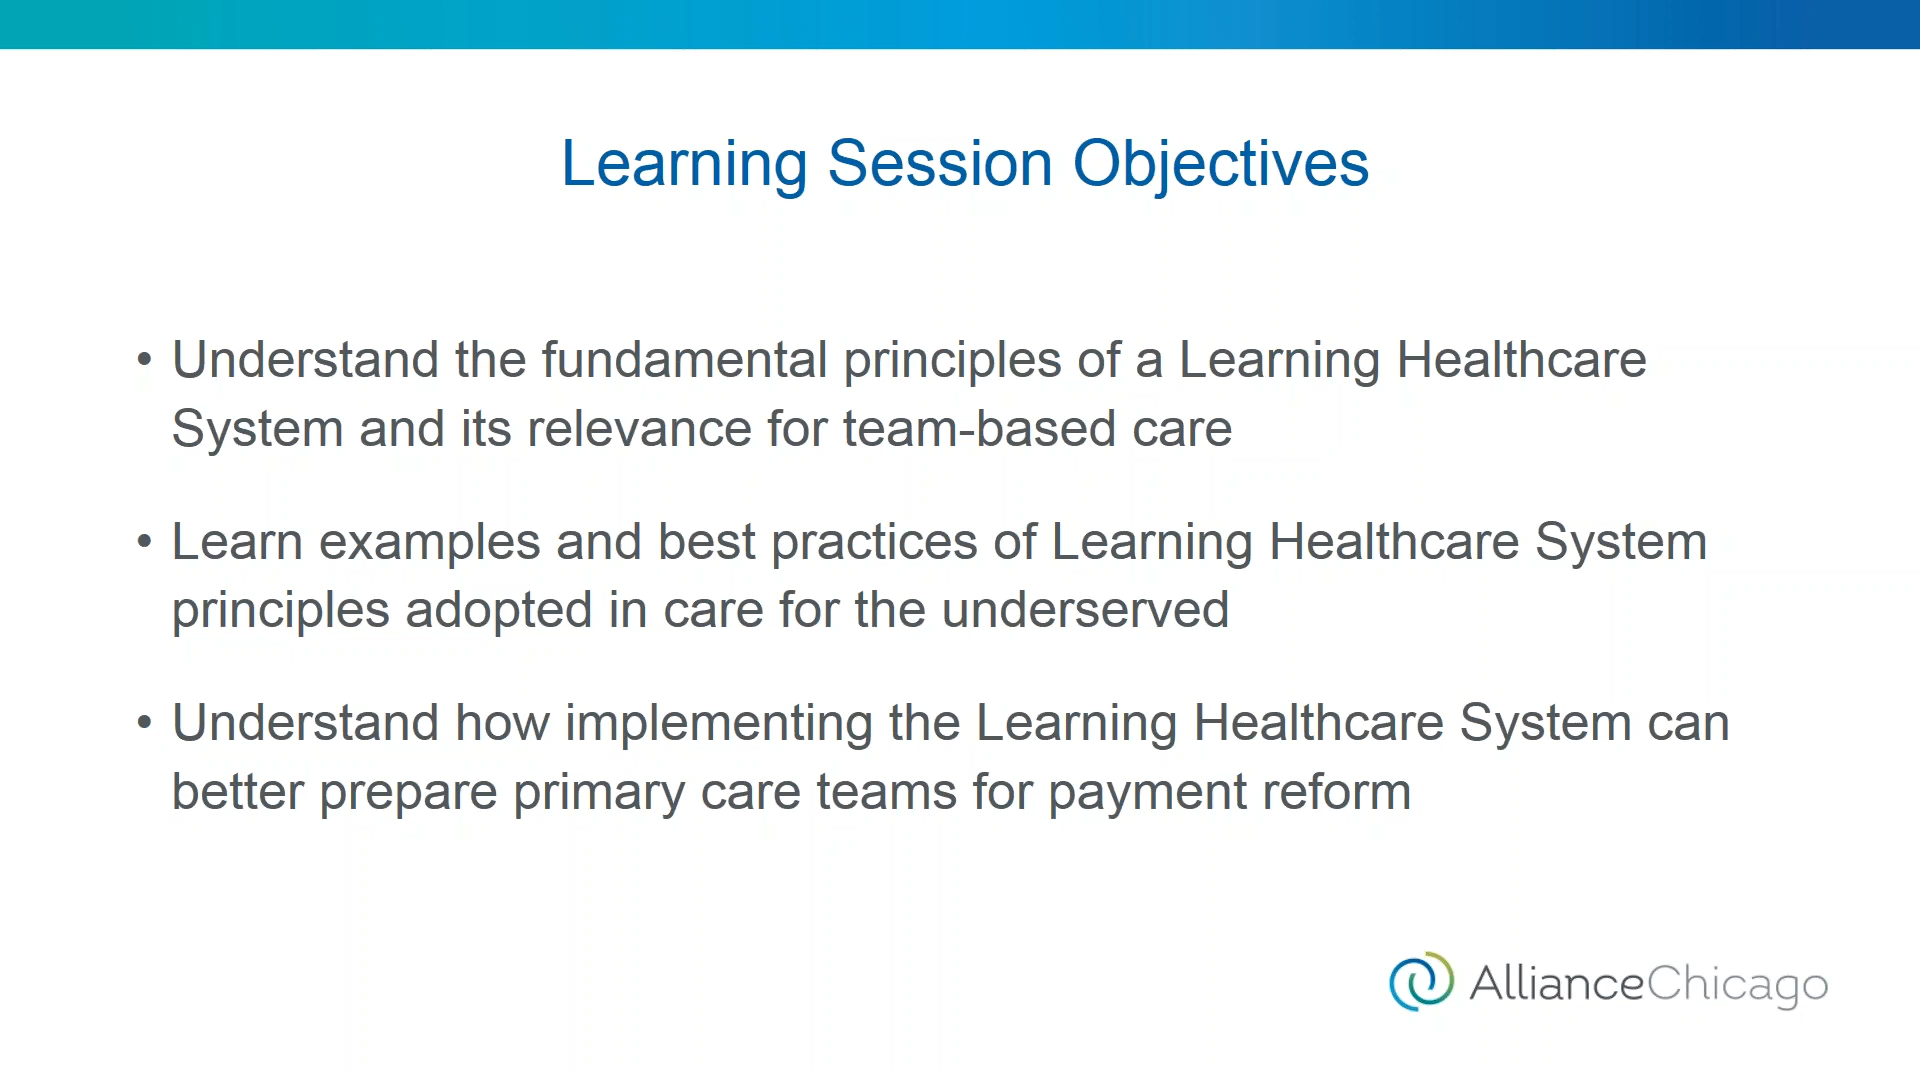 Learning Session Objectives
• Understand the fundamental principles of a Learning Healthcare
System and its relevance for team-based care
• Learn examples and best practices of Learning Healthcare System
principles adopted in care for the underserved
• Understand how implementing the Learning Healthcare System can
better prepare primary care teams for payment reform
AllianceChicago